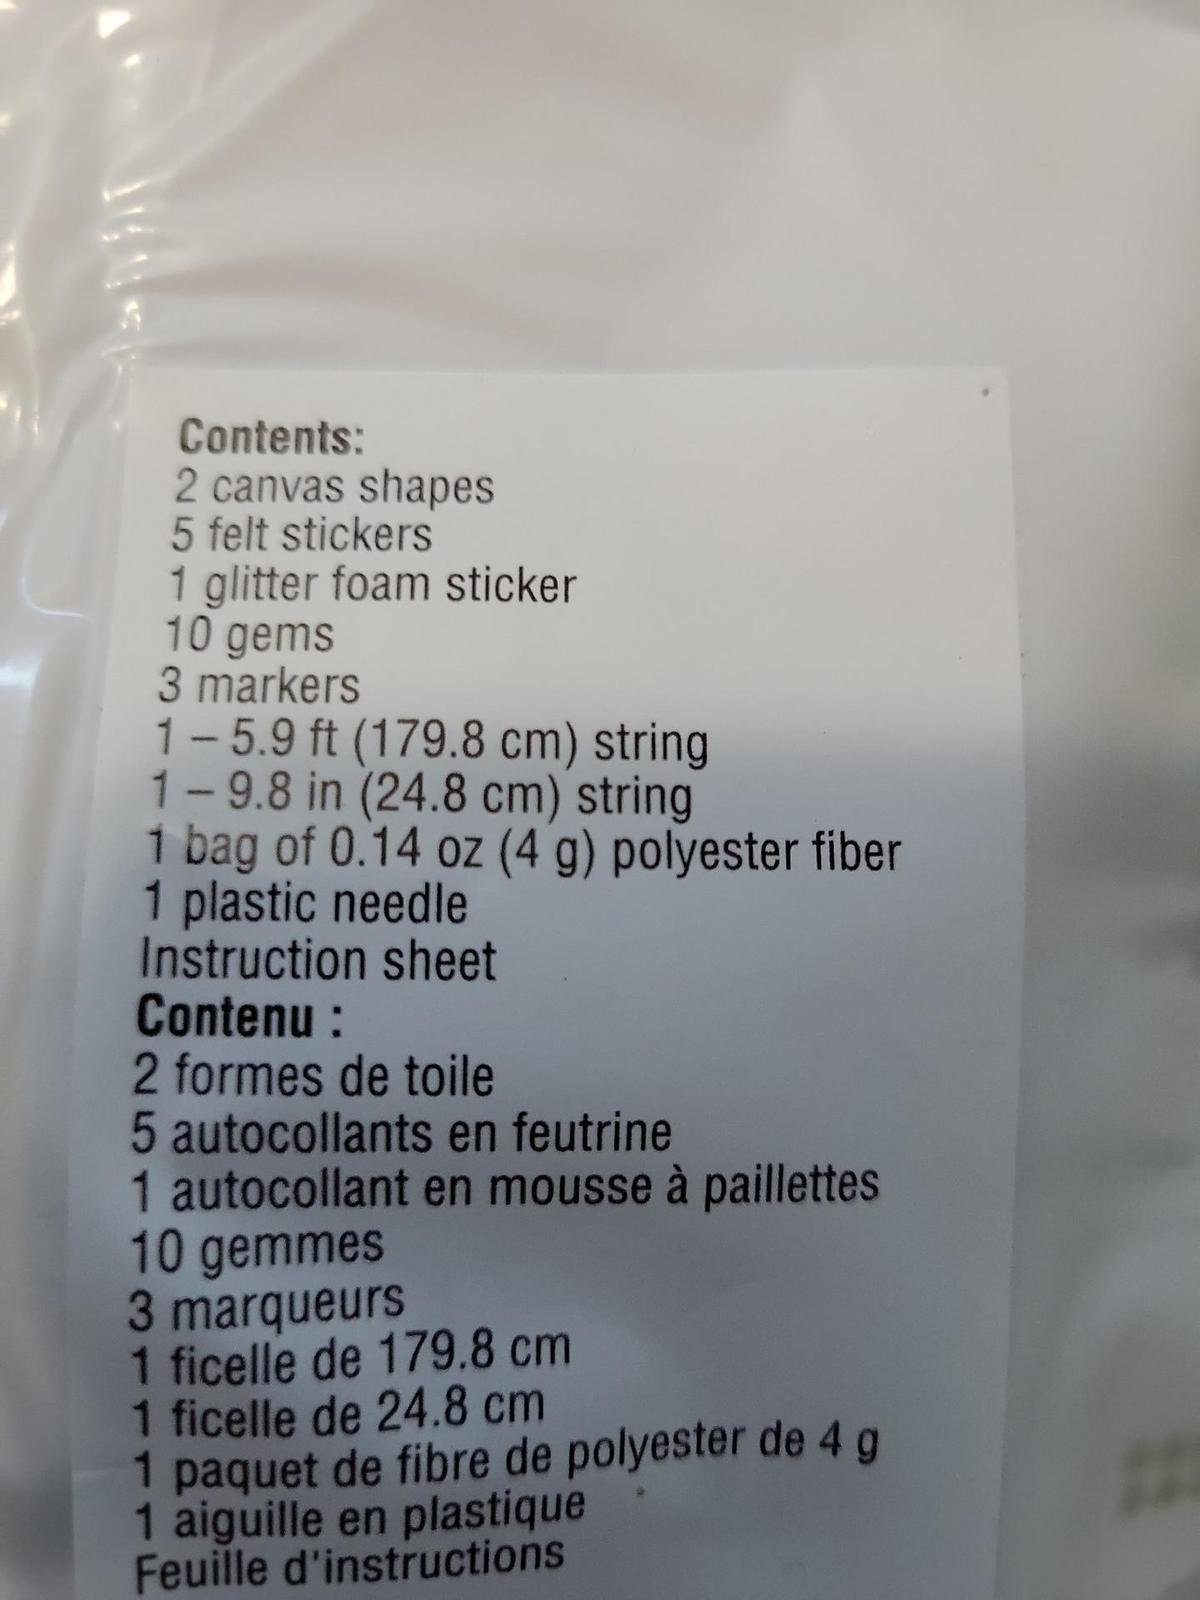 Contents:
2 canvas shapes
5 felt stickers
1 glitter foam sticker
10 gems
3 markers
1 – 5.9 ft (179.8 cm) string
1 – 9.8 in (24.8 cm) string
1 bag of 0.14 oz (4 g) polyester fiber
1 plastic needle
Instruction sheet
Contenu :
2 formes de toile
5 autocollants en feutrine
1 autocollant en mousse à paillettes
10 gemmes
3 marqueurs
1 ficelle de 179.8 cm
1 ficelle de 24.8 cm
1 paquet de fibre de polyester de 4 g
1 aiguille en plastique
Feuille d'instructions